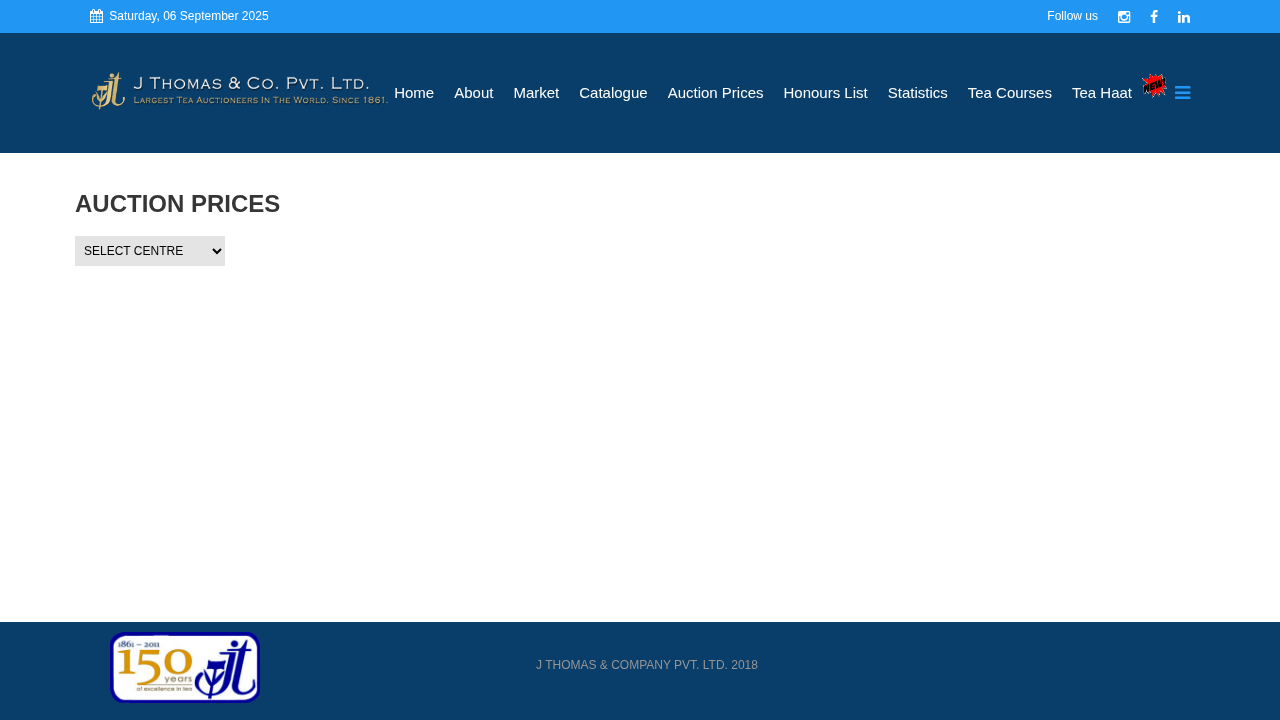 Saturday, 06 September 2025
Follow us
J Thomas & Co. Pvt. Ltd.
Largest Tea Auctioneers In The World. Since 1861.
Home
About
Market
Catalogue
Auction Prices
Honours List
Statistics
Tea Courses
Tea Haat
NEW!
AUCTION PRICES
SELECT CENTRE
1861 – 2011
150
years
of excellence in tea
J THOMAS & COMPANY PVT. LTD. 2018